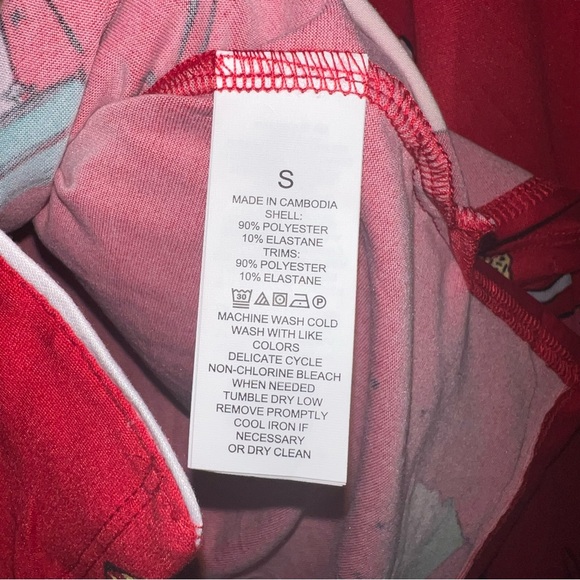 S
MADE IN CAMBODIA
SHELL:
90% POLYESTER
10% ELASTANE
TRIMS:
90% POLYESTER
10% ELASTANE
30 P
MACHINE WASH COLD
WASH WITH LIKE
COLORS
DELICATE CYCLE
NON-CHLORINE BLEACH
WHEN NEEDED
TUMBLE DRY LOW
REMOVE PROMPTLY
COOL IRON IF
NECESSARY
OR DRY CLEAN